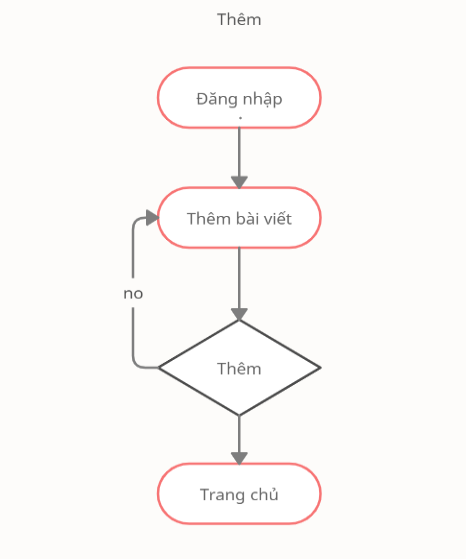 Thêm
Đăng nhập
.
Thêm bài viết
no
Thêm
Trang chủ